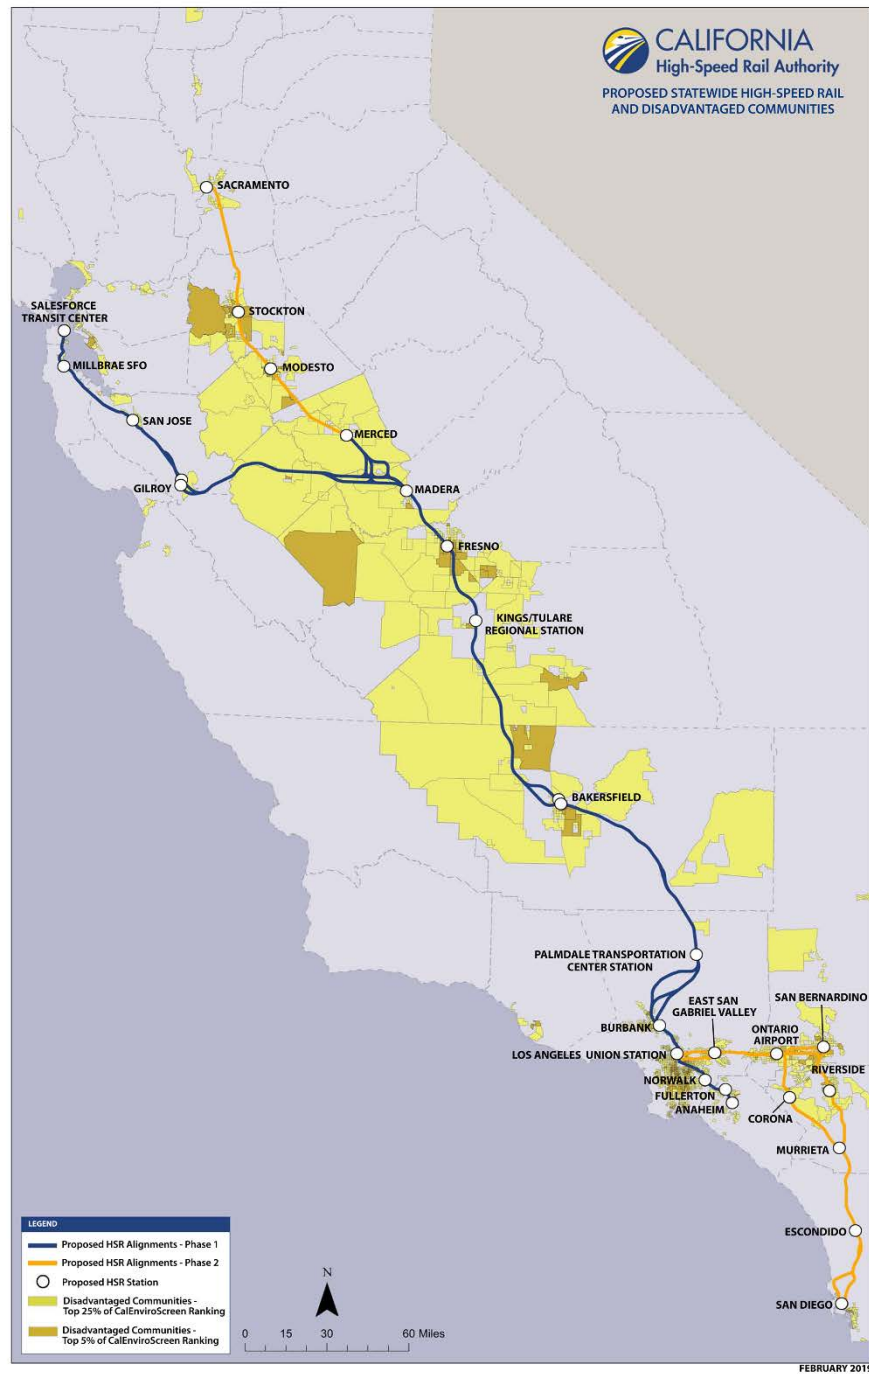 CALIFORNIA
High-Speed Rail Authority
PROPOSED STATEWIDE HIGH-SPEED RAIL
AND DISADVANTAGED COMMUNITIES
SACRAMENTO
STOCKTON
SALESFORCE
TRANSIT CENTER
MILLBRAE SFO
MODESTO
SAN JOSE
MERCED
GILROY
MADERA
FRESNO
KINGS/TULARE
REGIONAL STATION
BAKERSFIELD
PALMDALE TRANSPORTATION
CENTER STATION
BURBANK
EAST SAN
GABRIEL VALLEY
SAN BERNARDINO
ONTARIO
AIRPORT
LOS ANGELES UNION STATION
RIVERSIDE
NORWALK
FULLERTON
ANAHEIM
CORONA
MURRIETA
ESCONDIDO
SAN DIEGO
LEGEND
Proposed HSR Alignments - Phase 1
Proposed HSR Alignments - Phase 2
Proposed HSR Station
Disadvantaged Communities -
Top 25% of CalEnviroScreen Ranking
Disadvantaged Communities -
Top 5% of CalEnviroScreen Ranking
N
0 15 30 60 Miles
FEBRUARY 2019